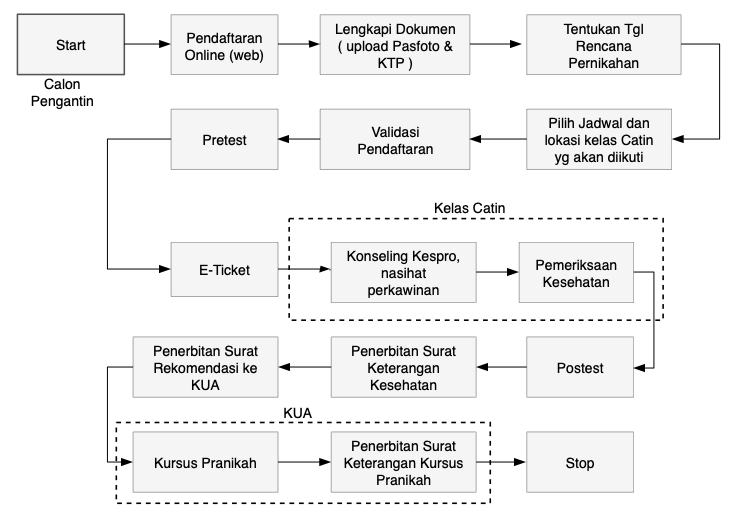 Start
Calon
Pengantin
Pendaftaran
Online (web)
Lengkapi Dokumen
( upload Pasfoto &
KTP )
Tentukan Tgl
Rencana
Pernikahan
Pilih Jadwal dan
lokasi kelas Catin
yg akan diikuti
Validasi
Pendaftaran
Pretest
E-Ticket
Kelas Catin
Konseling Kespro,
nasihat
perkawinan
Pemeriksaan
Kesehatan
Postest
Penerbitan Surat
Keterangan
Kesehatan
Penerbitan Surat
Rekomendasi ke
KUA
KUA
Kursus Pranikah
Penerbitan Surat
Keterangan Kursus
Pranikah
Stop